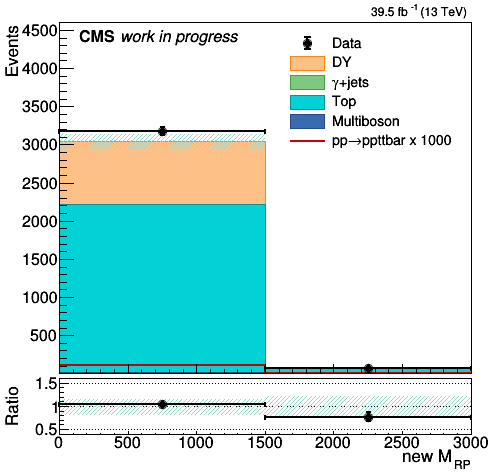 39.5 fb⁻¹ (13 TeV)
CMS work in progress
Events
4500
4000
3500
3000
2500
2000
1500
1000
500
Data
DY
γ+jets
Top
Multiboson
pp→ppttbar x 1000
Ratio
1.5
1
0.5
0 500 1000 1500 2000 2500 3000
new M_RP